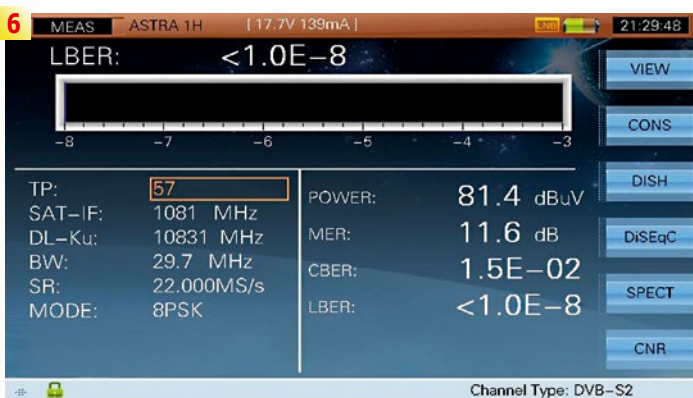 6 MEAS ASTRA 1H [ 17.7V 139mA ] LNB 21:29:48
LBER: <1.0E-8
-8 -7 -6 -5 -4 -3
VIEW
CONS
DISH
DiSEqC
SPECT
CNR
TP: 57
SAT-IF: 1081 MHz
DL-Ku: 10831 MHz
BW: 29.7 MHz
SR: 22.000MS/s
MODE: 8PSK
POWER: 81.4 dBuV
MER: 11.6 dB
CBER: 1.5E-02
LBER: <1.0E-8
Channel Type: DVB-S2